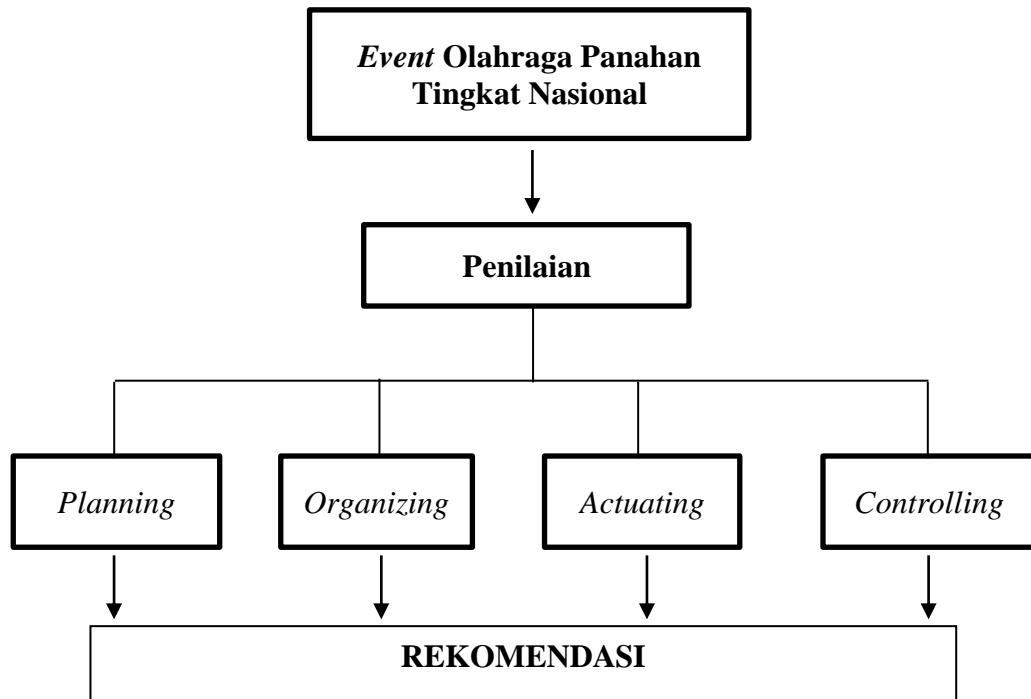 Event Olahraga Panahan
Tingkat Nasional
Penilaian
Planning
Organizing
Actuating
Controlling
REKOMENDASI